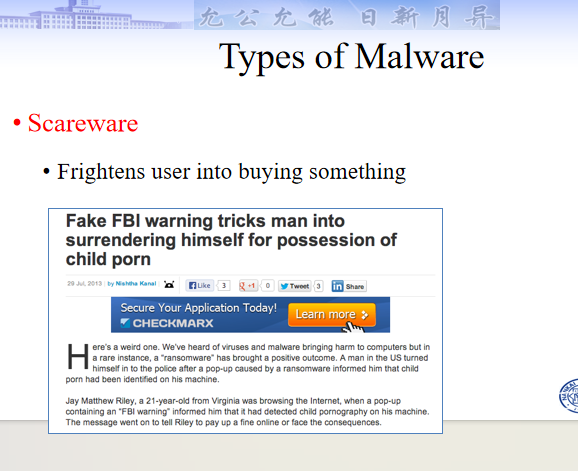 允公允能 日新月异
Types of Malware
• Scareware
• Frightens user into buying something
Fake FBI warning tricks man into
surrendering himself for possession of
child porn
29 Jul, 2013 by Nishtha Kanal
Like 3 +1 0 Tweet 3 in Share
Secure Your Application Today!
CHECKMARX
Learn more
Here's a weird one. We've heard of viruses and malware bringing harm to computers but in
a rare instance, a "ransomware" has brought a positive outcome. A man in the US turned
himself in to the police after a pop-up caused by a ransomware informed him that child
porn had been identified on his machine.
Jay Matthew Riley, a 21-year-old from Virginia was browsing the Internet, when a pop-up
containing an "FBI warning" informed him that it had detected child pornography on his machine.
The message went on to tell Riley to pay up a fine online or face the consequences.